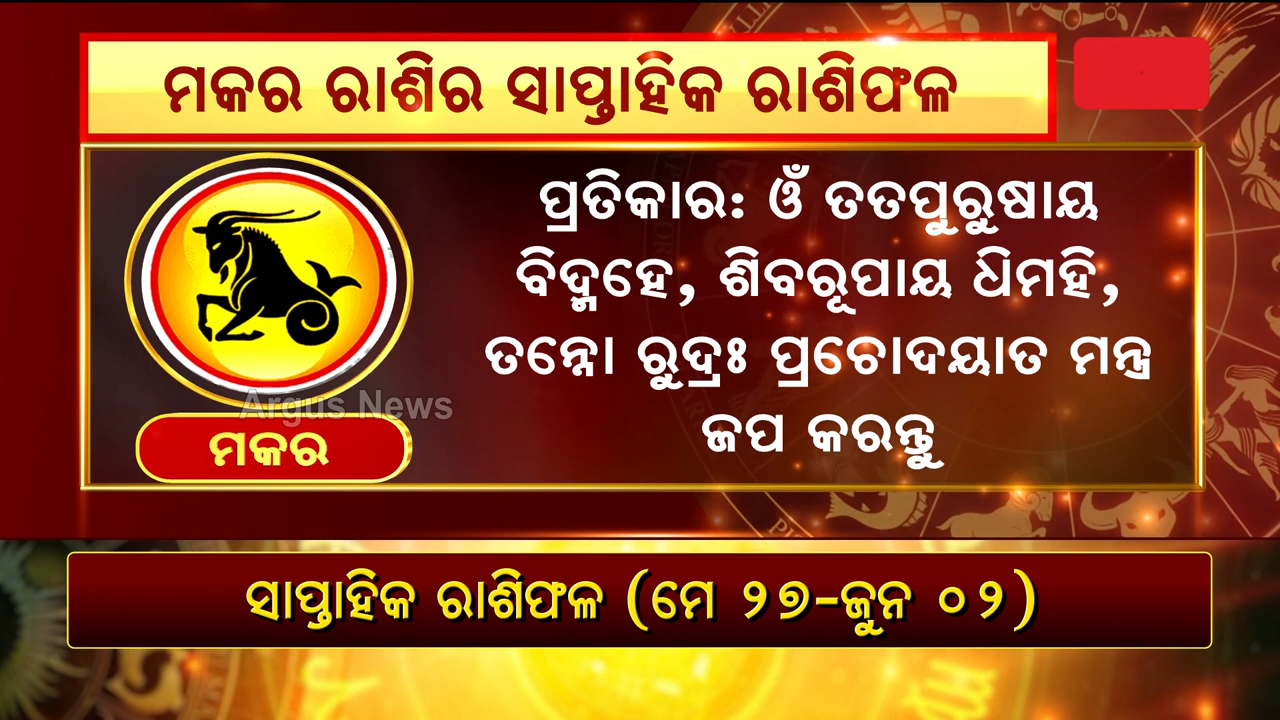 ମକର ରାଶିର ସାପ୍ତାହିକ ରାଶିଫଳ
ପ୍ରତିକାର: ଓଁ ତତପୁରୁଷାୟ
ବିଦ୍ମହେ, ଶିବରୂପାୟ ଧିମହି,
ତନ୍ନୋ ରୁଦ୍ରଃ ପ୍ରଚୋଦୟାତ ମନ୍ତ୍ର
ଜପ କରନ୍ତୁ
Argus News
ମକର
ସାପ୍ତାହିକ ରାଶିଫଳ (ମେ ୨୭-ଜୁନ ୦୨)